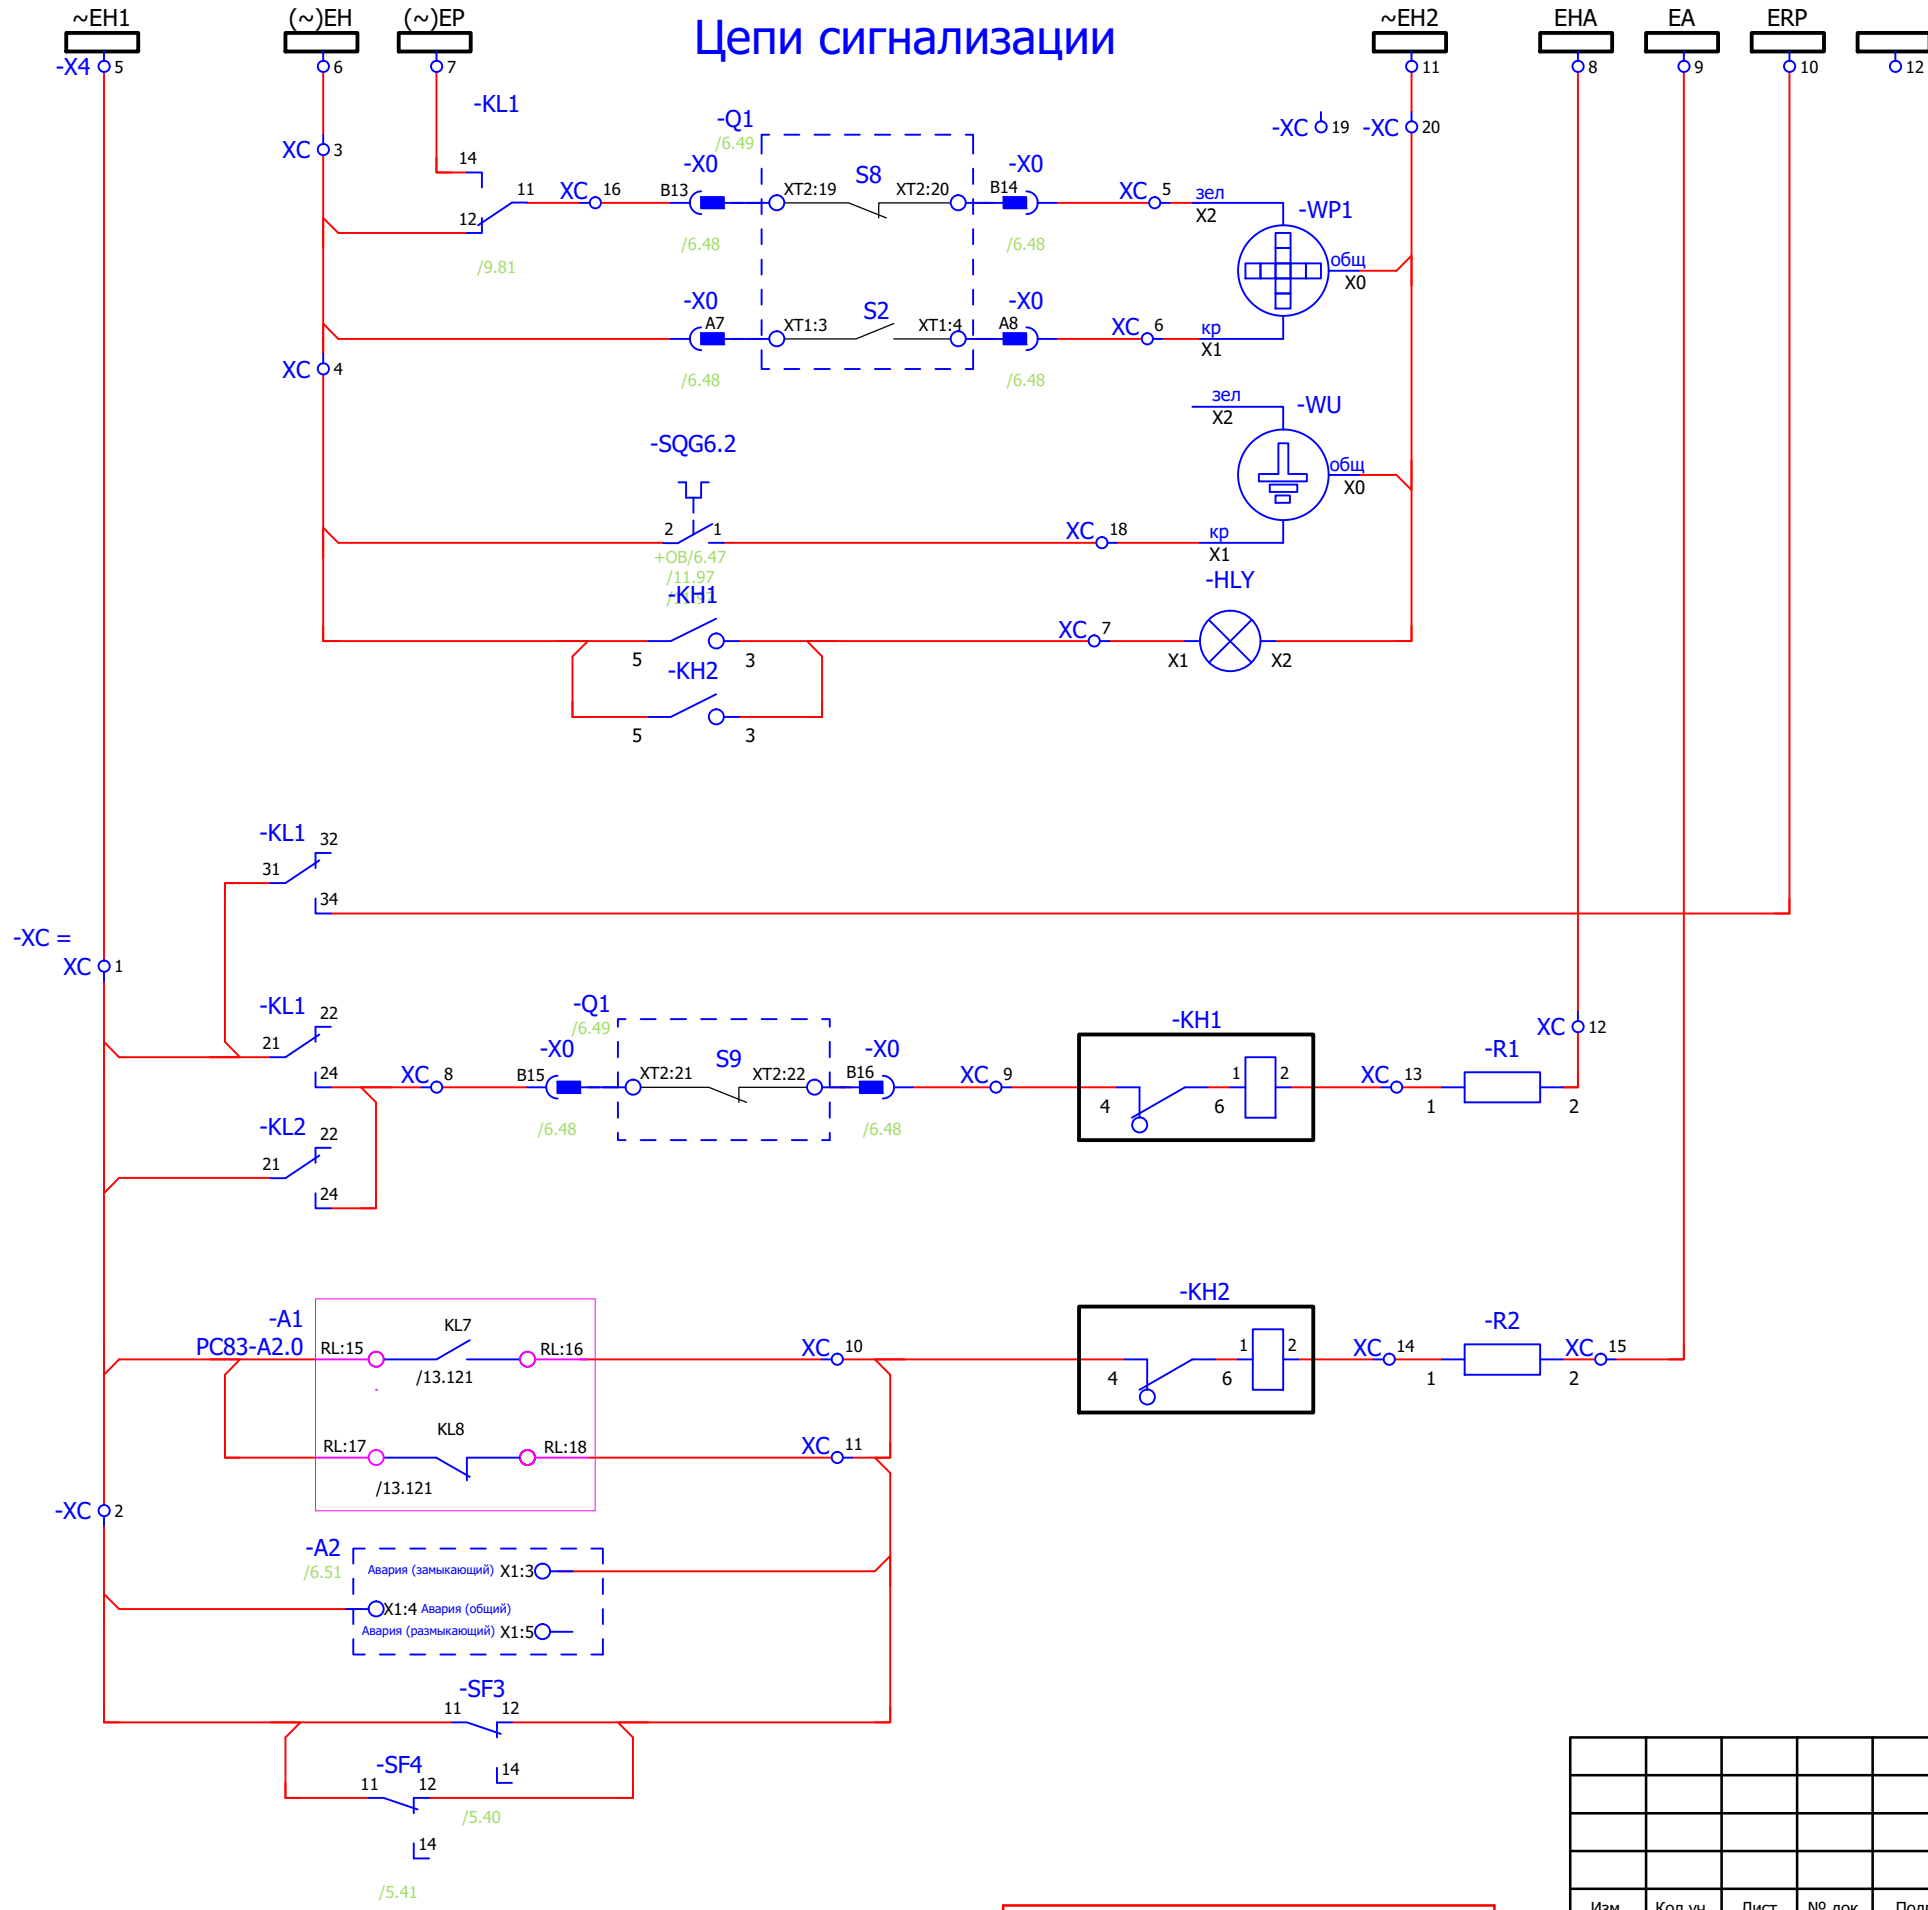 ~EH1 (~)EH (~)EP Цепи сигнализации ~EH2 EHA EA ERP
-X4 5 6 7 11 8 9 10 12
-KL1
-Q1
/6.49
-XC 19 -XC 20
XC 3
14 -X0 S8 -X0
11 XC 16 B13 XT2:19 XT2:20 B14 XC 5 зел
X2
12
-WP1
/9.81 /6.48 /6.48
общ
X0
-X0 S2 -X0
A7 XT1:3 XT1:4 A8 XC 6 кр
X1
XC 4
/6.48 /6.48
зел
X2
-WU
-SQG6.2
общ
X0
2 1 XC 18 кр
X1
+OB/6.47
/11.97
-KH1
-HLY
XC 7
5 3 X1 X2
-KH2
5 3
-KL1 32
31
34
-XC =
XC 1
-KL1 22
21
24
-Q1
/6.49
-KH1
XC 12
-X0 S9 -X0
-R1
XC 8 B15 XT2:21 XT2:22 B16 XC 9 1 2 XC 13
4 6 1 2
/6.48 /6.48
-KL2 22
21
24
-KH2
-A1
PC83-A2.0
KL7
RL:15 RL:16 XC 10
/13.121
-R2
1 2 XC 14 XC 15
4 6 1 2
KL8
RL:17 RL:18 XC 11
/13.121
-XC 2
-A2
/6.51
Авария (замыкающий) X1:3
X1:4 Авария (общий)
Авария (размыкающий) X1:5
-SF3
11 12
14
-SF4
11 12
/5.40
14
/5.41
Изм. Кол.уч. Лист № док.